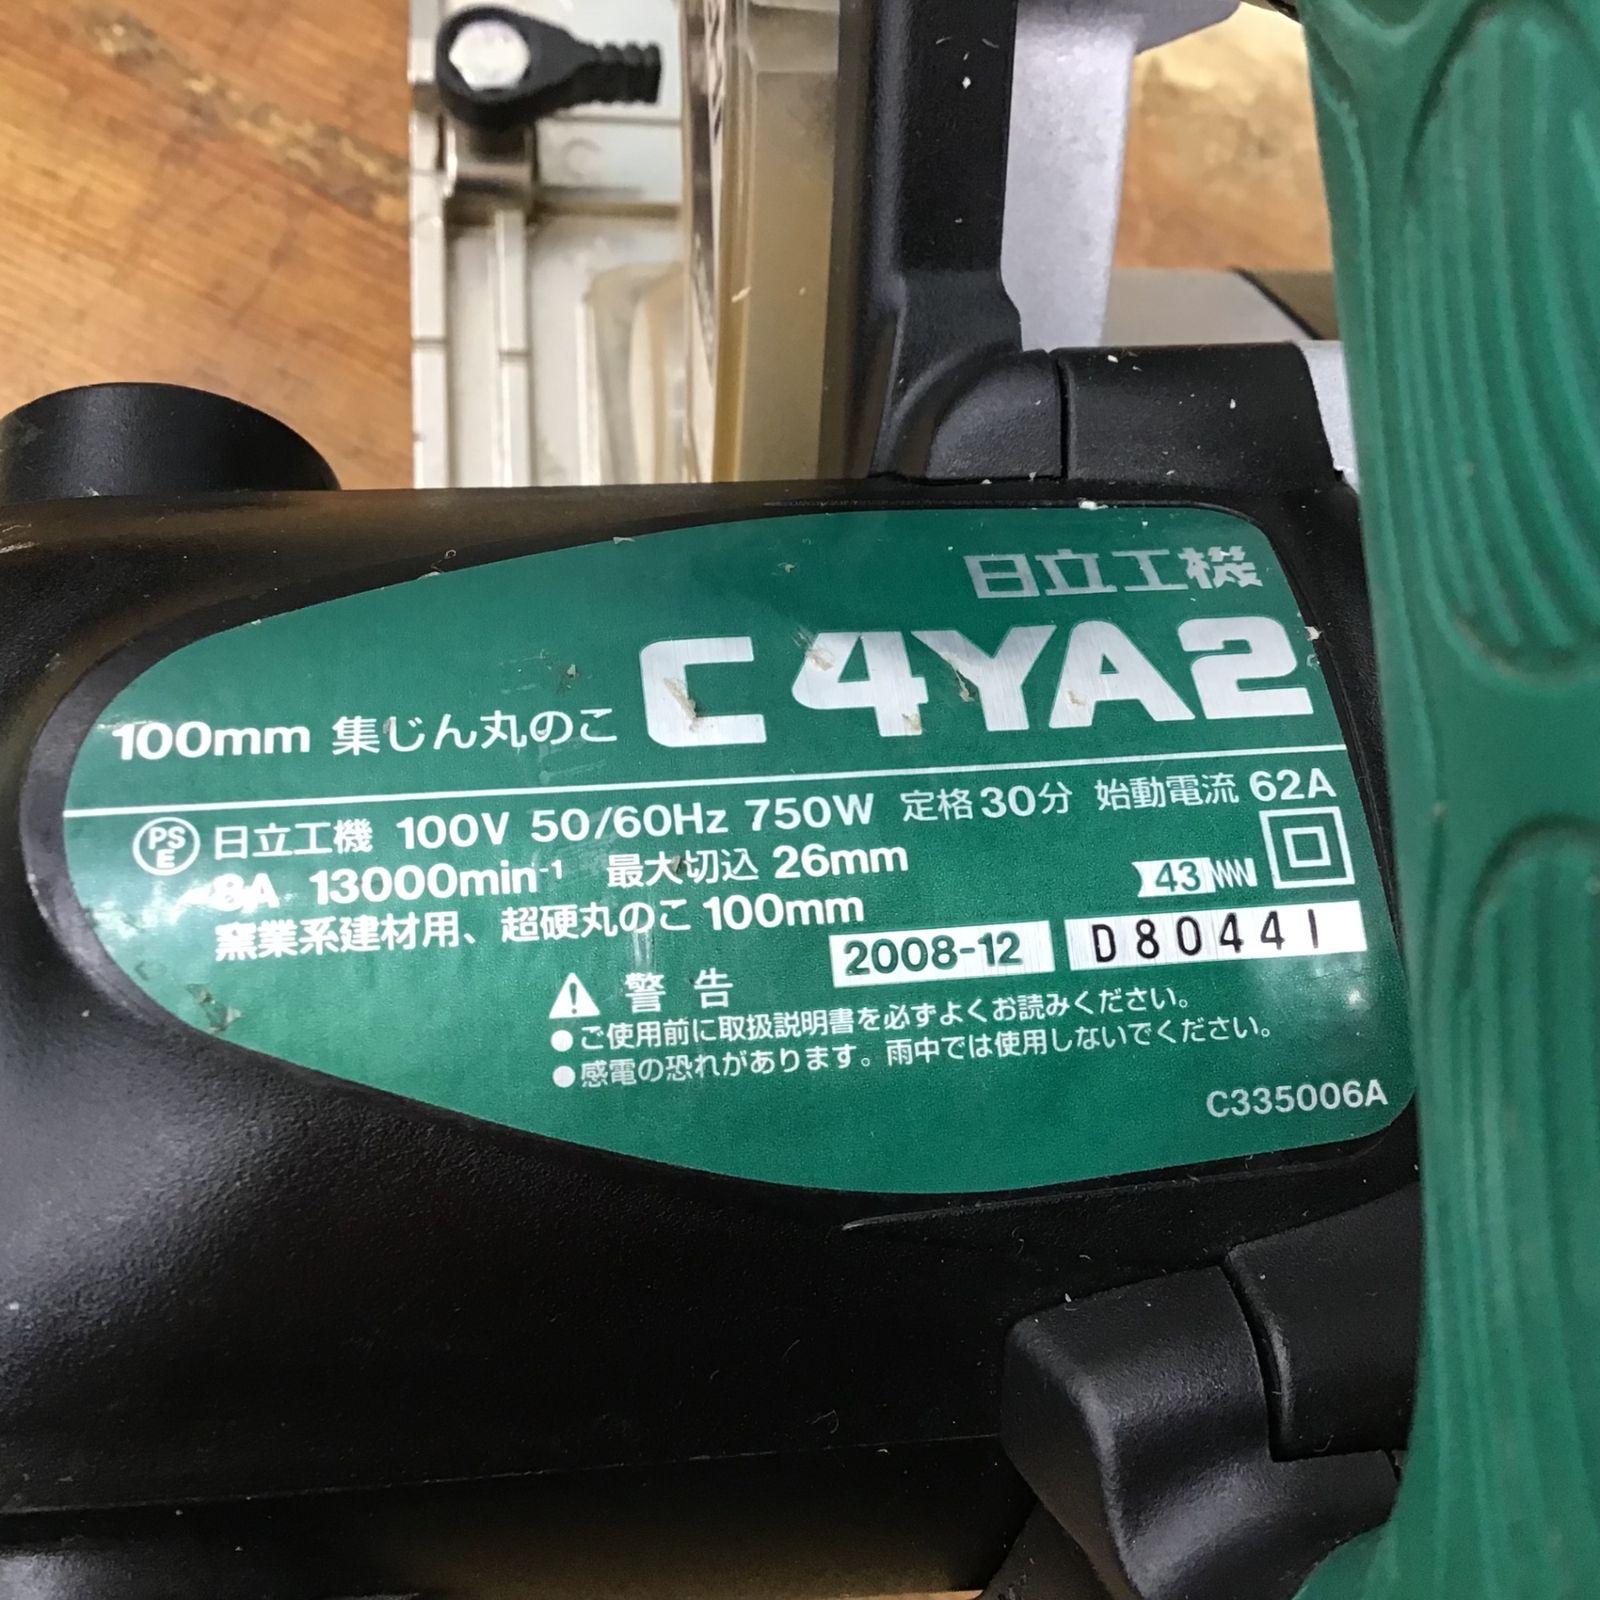 日立工機
C4YA2
100mm 集じん丸のこ
PSE 日立工機 100V 50/60Hz 750W 定格30分 始動電流 62A
8A 13000min-1 最大切込 26mm
43
窯業系建材用、超硬丸のこ 100mm
2008-12 D80441
警告
●ご使用前に取扱説明書を必ずよくお読みください。
●感電の恐れがあります。雨中では使用しないでください。
C335006A